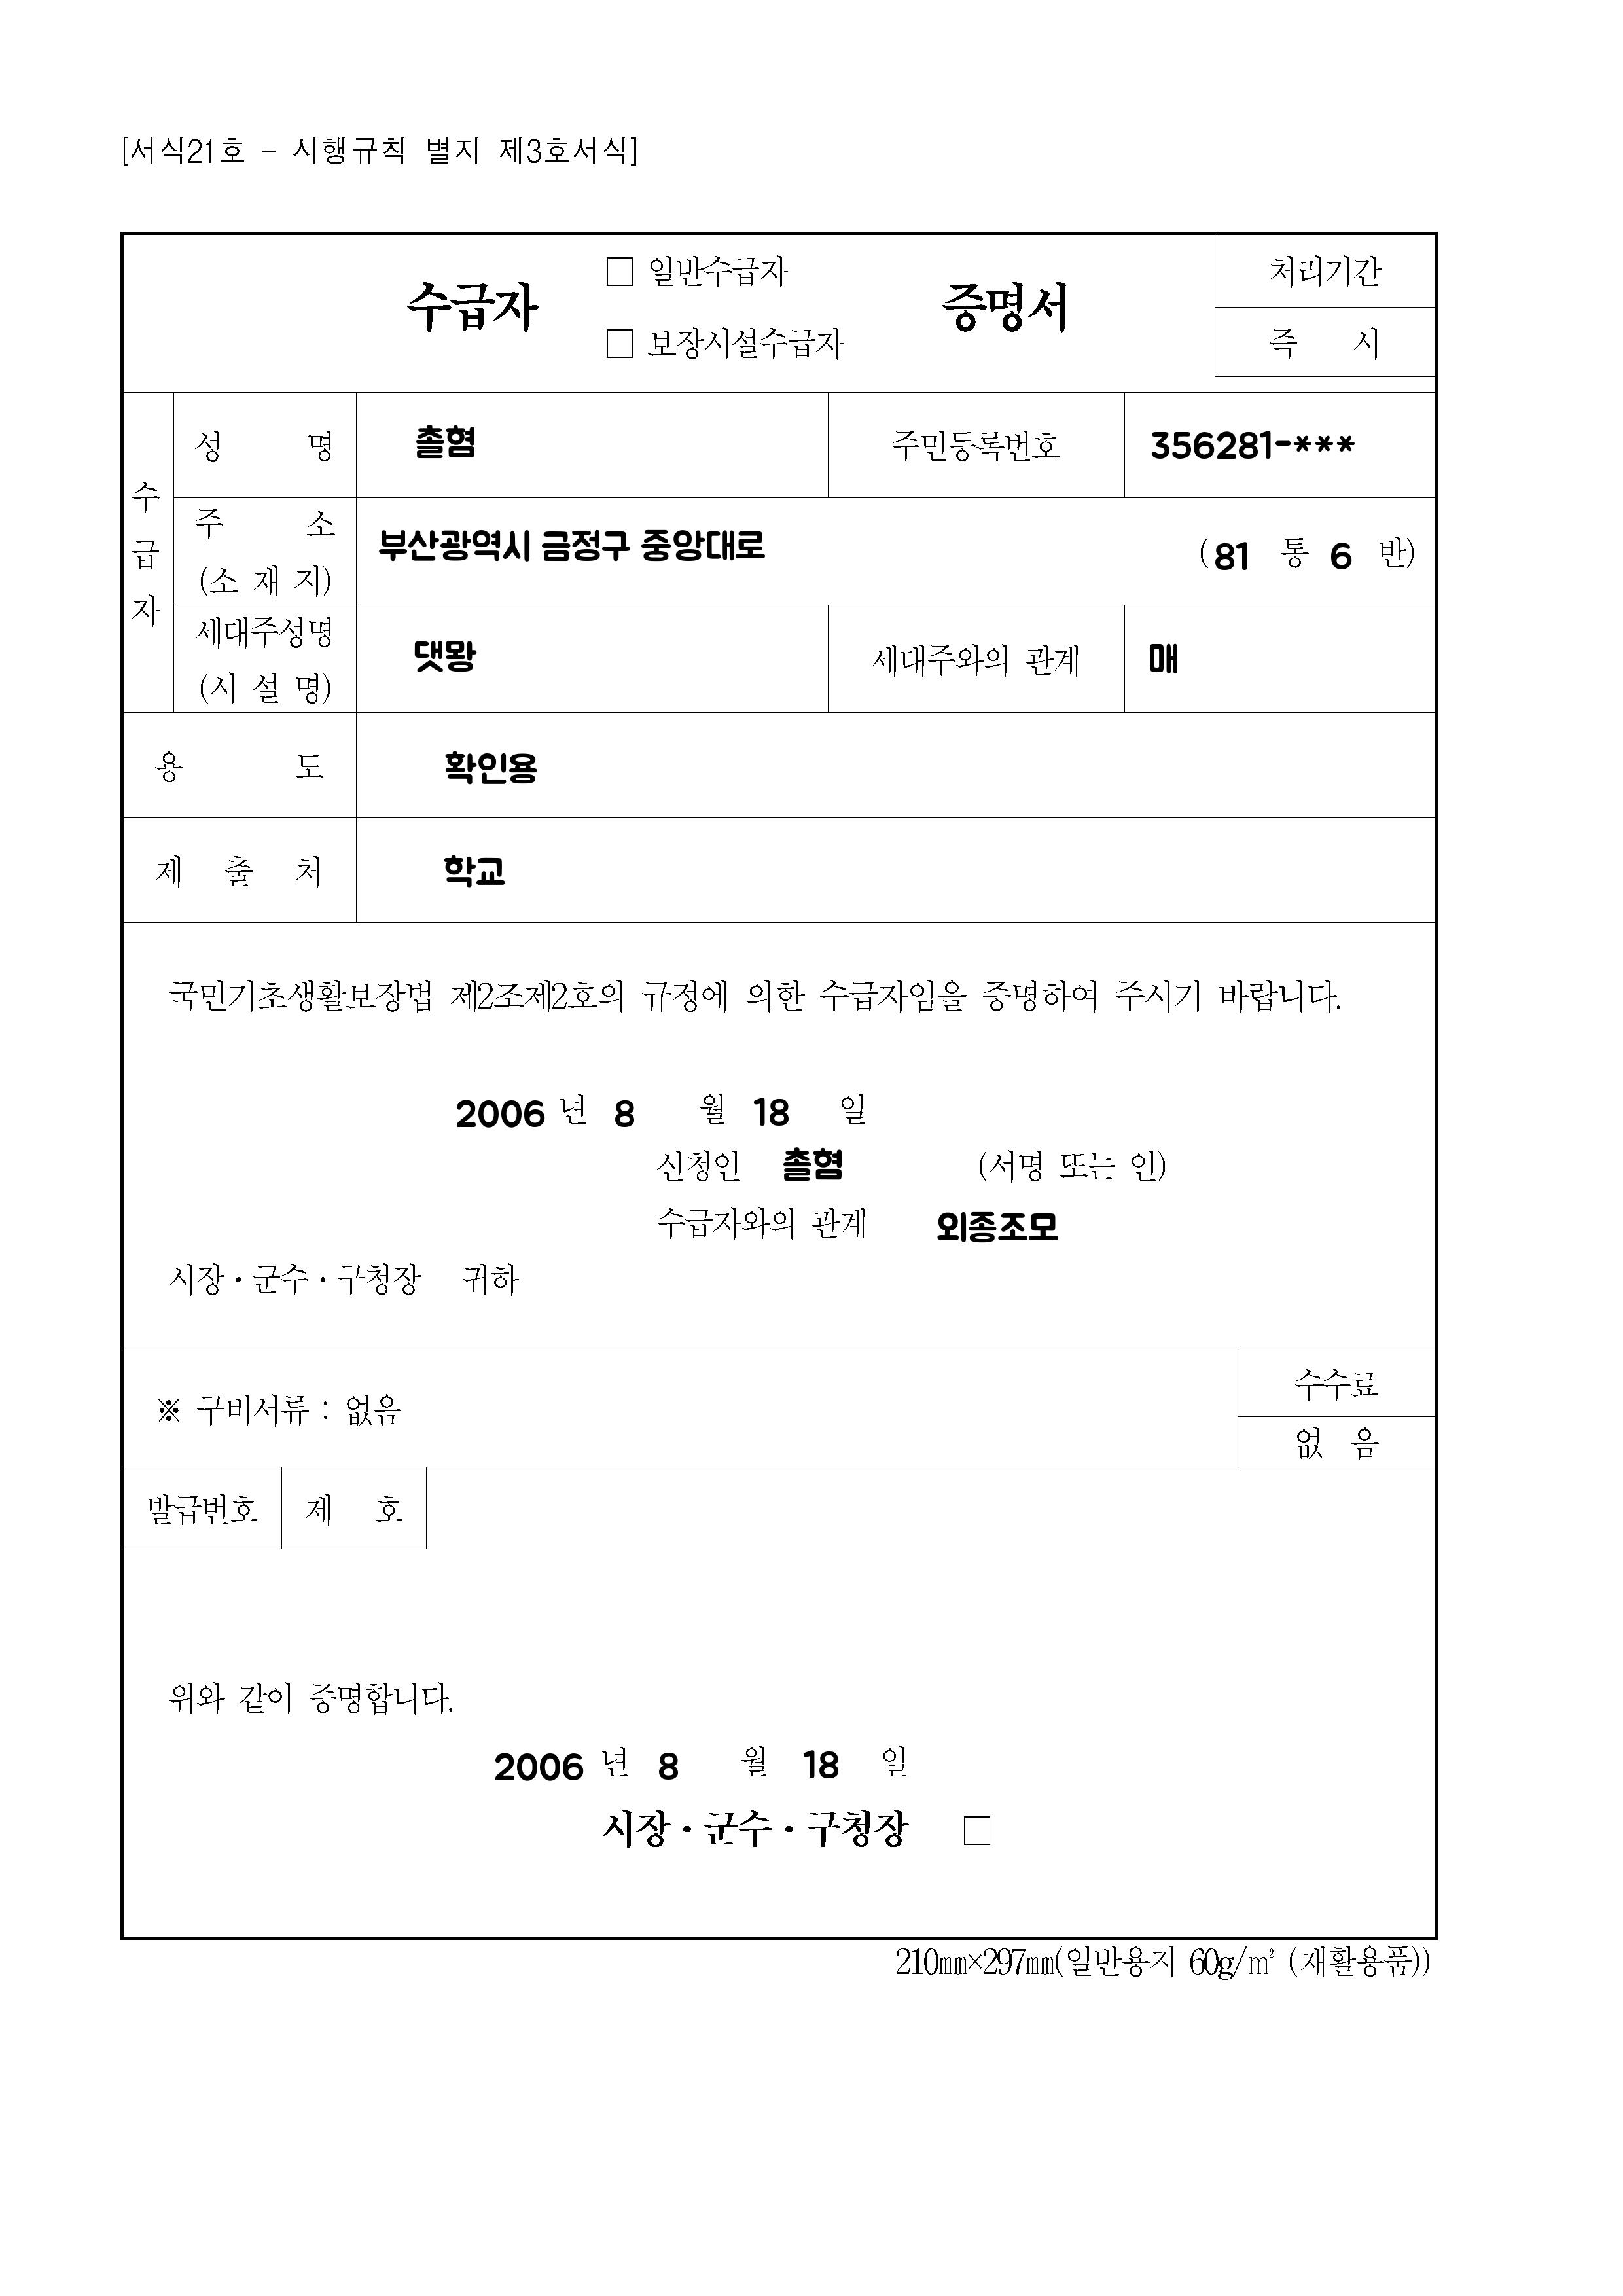 [서식21호 - 시행규칙 별지 제3호서식]
수급자 □ 일반수급자 □ 보장시설수급자 증명서
처리기간
즉 시
수급자
성 명 촐혐 주민등록번호 356281-***
주 소 (소 재 지) 부산광역시 금정구 중앙대로 (81 통 6 반)
세대주성명 (시 설 명) 댓뫙 세대주와의 관계 매
용 도 확인용
제 출 처 학교
국민기초생활보장법 제2조제2호의 규정에 의한 수급자임을 증명하여 주시기 바랍니다.
2006 년 8 월 18 일
신청인 촐혐 (서명 또는 인)
수급자와의 관계 외종조모
시장·군수·구청장 귀하
※ 구비서류 : 없음
수수료
없 음
발급번호 제 호
위와 같이 증명합니다.
2006 년 8 월 18 일
시장·군수·구청장 □
210㎜×297㎜(일반용지 60g/㎡ (재활용품))